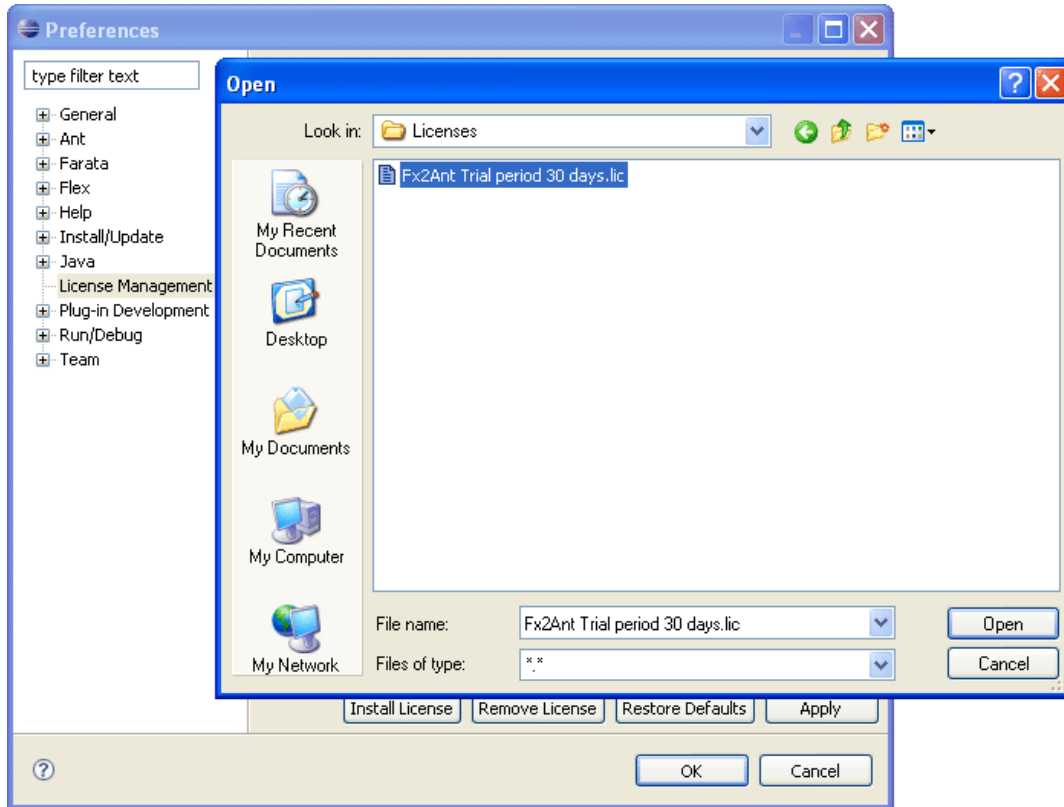 Preferences
type filter text
General
Ant
Farata
Flex
Help
Install/Update
Java
License Management
Plug-in Development
Run/Debug
Team
Open
Look in: Licenses
Fx2Ant Trial period 30 days.lic
My Recent
Documents
Desktop
My Documents
My Computer
My Network
File name: Fx2Ant Trial period 30 days.lic Open
Files of type: *.* Cancel
Install License Remove License Restore Defaults Apply
OK Cancel